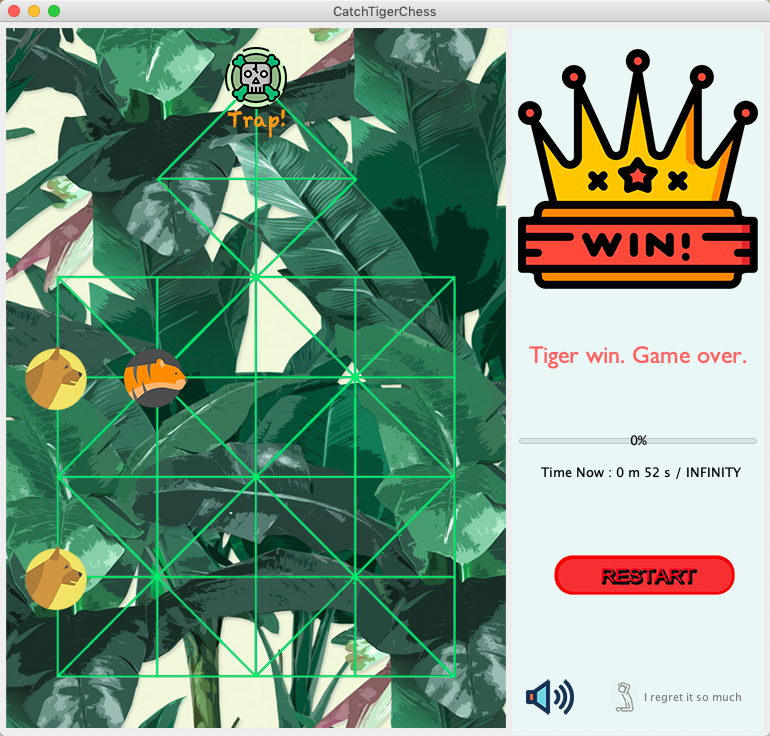 CatchTigerChess
Trap!
WIN!
Tiger win. Game over.
0%
Time Now : 0 m 52 s / INFINITY
RESTART
I regret it so much